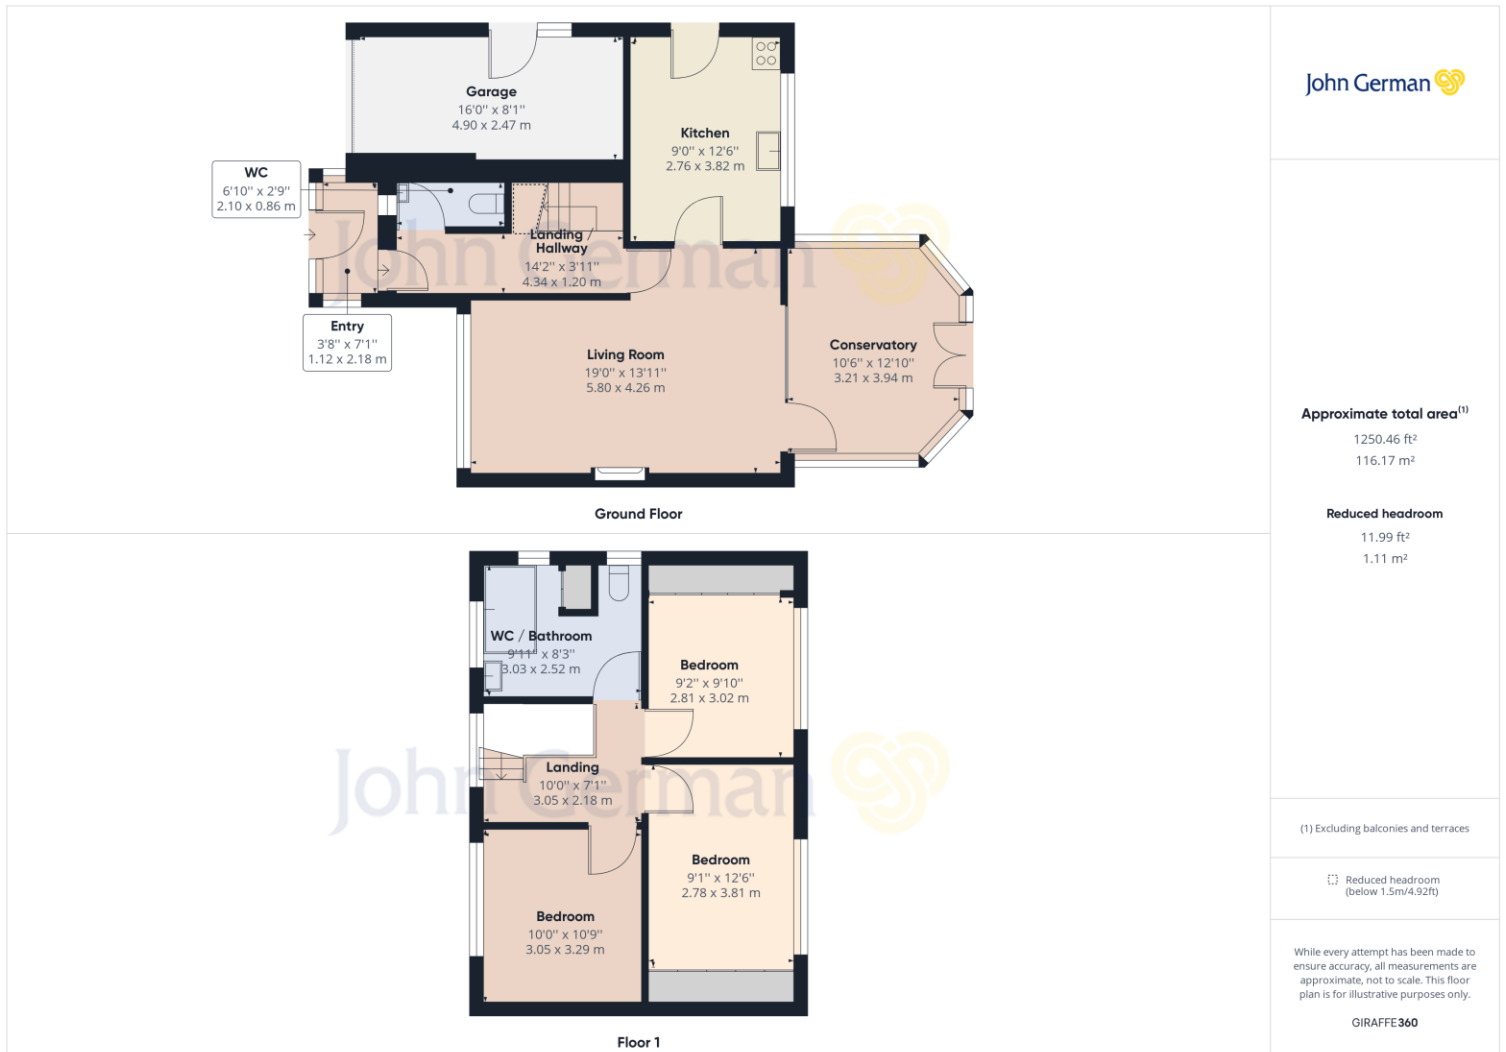 Garage
16'0'' x 8'1''
4.90 x 2.47 m
Kitchen
9'0'' x 12'6''
2.76 x 3.82 m
WC
6'10'' x 2'9''
2.10 x 0.86 m
Landing /
Hallway
14'2'' x 3'11''
4.34 x 1.20 m
Entry
3'8'' x 7'1''
1.12 x 2.18 m
Living Room
19'0'' x 13'11''
5.80 x 4.26 m
Conservatory
10'6'' x 12'10''
3.21 x 3.94 m
John German
Ground Floor
WC / Bathroom
9'11'' x 8'3''
3.03 x 2.52 m
Bedroom
9'2'' x 9'10''
2.81 x 3.02 m
Landing
10'0'' x 7'1''
3.05 x 2.18 m
Bedroom
9'1'' x 12'6''
2.78 x 3.81 m
Bedroom
10'0'' x 10'9''
3.05 x 3.29 m
John German
Floor 1
John German
Approximate total area(1)
1250.46 ft²
116.17 m²
Reduced headroom
11.99 ft²
1.11 m²
(1) Excluding balconies and terraces
Reduced headroom
(below 1.5m/4.92ft)
While every attempt has been made to
ensure accuracy, all measurements are
approximate, not to scale. This floor
plan is for illustrative purposes only.
GIRAFFE360